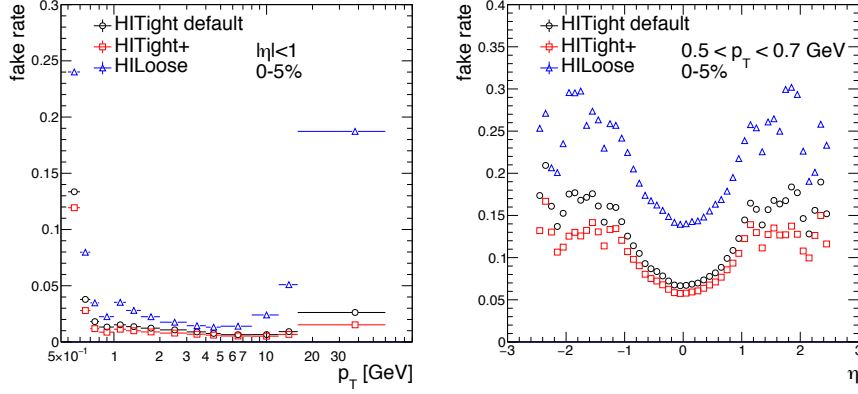 fake rate
0.3
0.25
0.2
0.15
0.1
0.05
0
HITight default
HITight+
HILoose
|η|<1
0-5%
5×10⁻¹ 1 2 3 4 5 6 7 10 20 30
p_T [GeV]
fake rate
0.4
0.35
0.3
0.25
0.2
0.15
0.1
0.05
0.00
HITight default
HITight+
HILoose
0.5 < p_T < 0.7 GeV
0-5%
−3 −2 −1 0 1 2 3
η